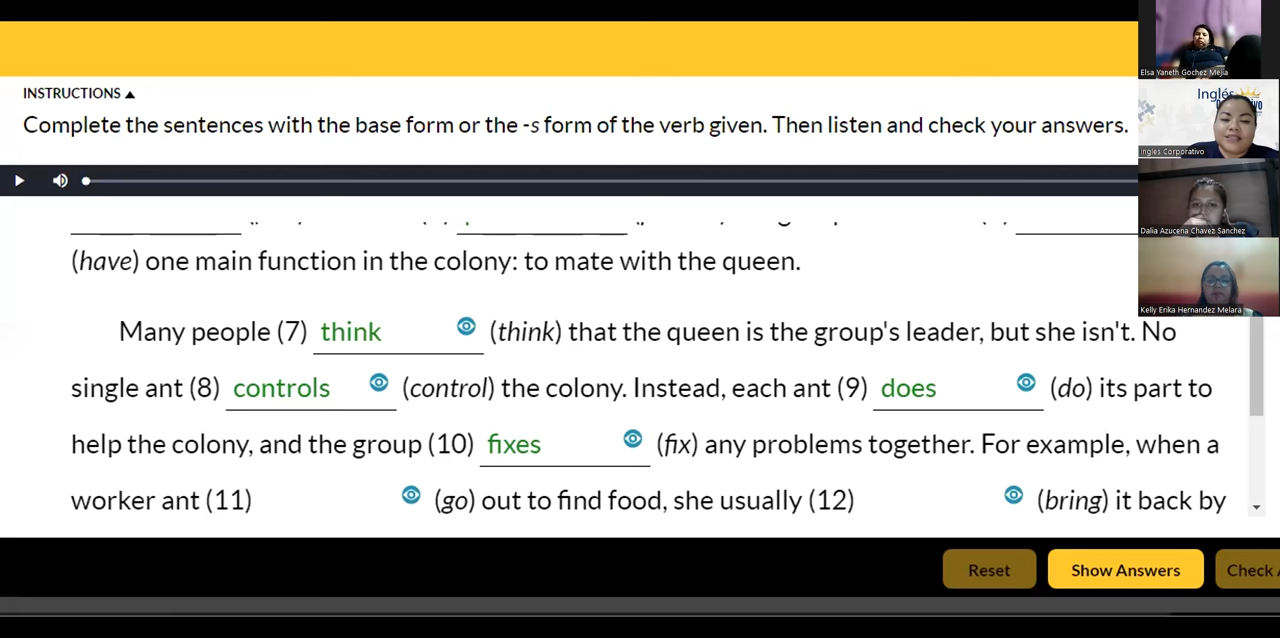 INSTRUCTIONS ▲
Complete the sentences with the base form or the -s form of the verb given. Then listen and check your answers.
(have) one main function in the colony: to mate with the queen.
Many people (7) think (think) that the queen is the group's leader, but she isn't. No
single ant (8) controls (control) the colony. Instead, each ant (9) does (do) its part to
help the colony, and the group (10) fixes (fix) any problems together. For example, when a
worker ant (11) (go) out to find food, she usually (12) (bring) it back by
Reset
Show Answers
Check
Elsa Yaneth Gochez Mejia
Inglés
Inglés Corporativo
Dalia Azucena Chavez Sanchez
Kelly Erika Hernandez Melara